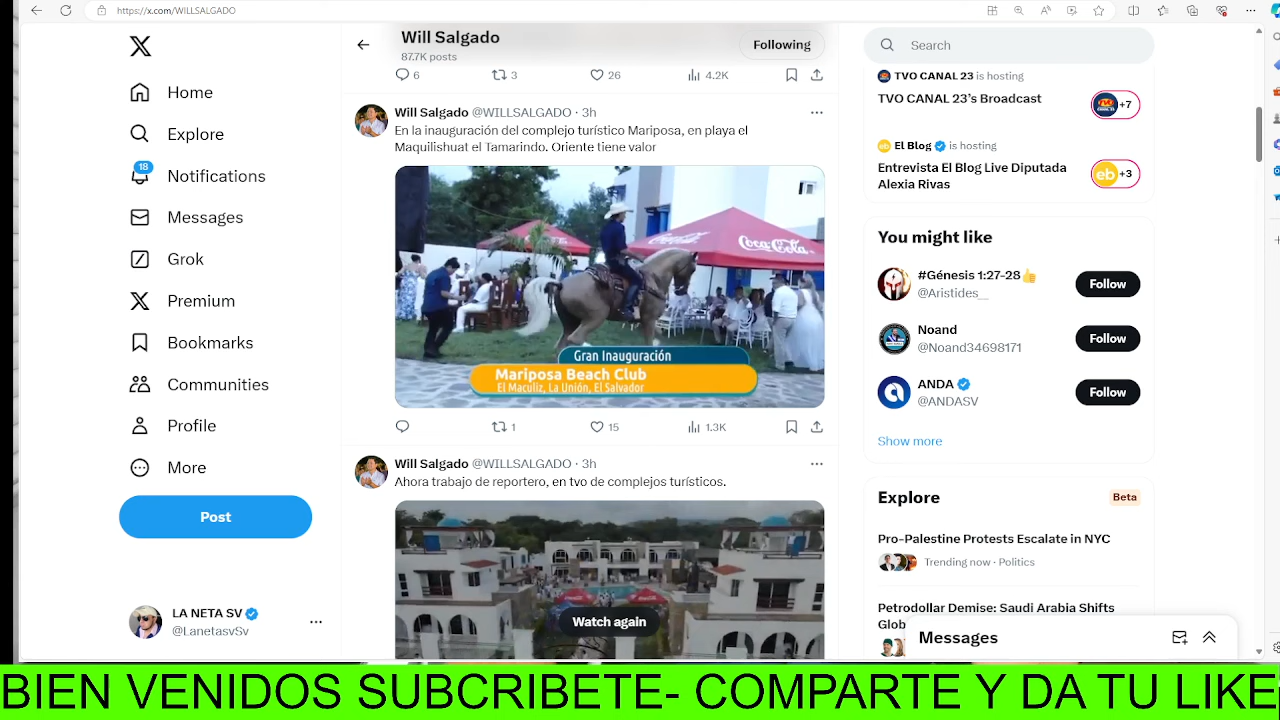 https://x.com/WILLSALGADO
Will Salgado
87.7K posts
Following
6
3
26
4.2K
Will Salgado @WILLSALGADO · 3h
En la inauguración del complejo turístico Mariposa, en playa el
Maquilishuat el Tamarindo. Oriente tiene valor
Coca-Cola
Gran Inauguración
Mariposa Beach Club
El Maculiz, La Unión, El Salvador
1
15
1.3K
Will Salgado @WILLSALGADO · 3h
Ahora trabajo de reportero, en tvo de complejos turísticos.
Watch again
Home
Explore
18
Notifications
Messages
Grok
Premium
Bookmarks
Communities
Profile
More
Post
LA NETA SV
@LanetasvSv
Search
TVO CANAL 23 is hosting
TVO CANAL 23's Broadcast
+7
El Blog is hosting
Entrevista El Blog Live Diputada
Alexia Rivas
eb
+3
You might like
#Génesis 1:27-28👍
@Aristides__
Follow
Noand
@Noand34698171
Follow
ANDA
@ANDASV
Follow
Show more
Explore
Beta
Pro-Palestine Protests Escalate in NYC
Trending now · Politics
Petrodollar Demise: Saudi Arabia Shifts
Glob
Messages
BIEN VENIDOS SUBCRIBETE- COMPARTE Y DA TU LIKE